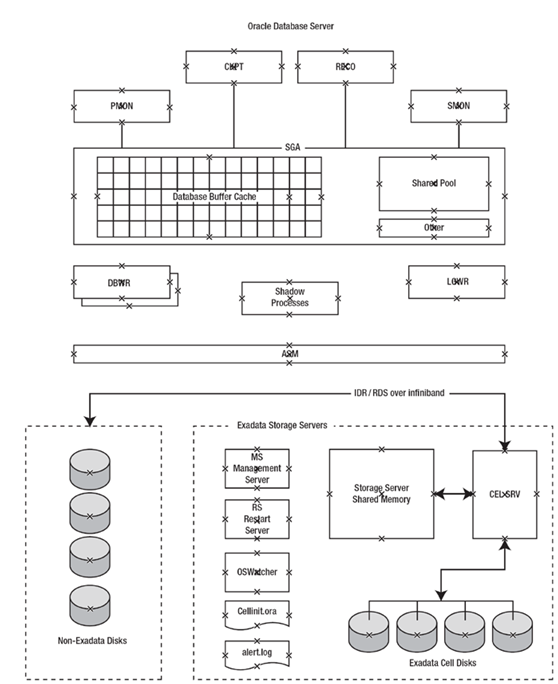 Oracle Database Server
CKPT
RECO
PMON
SMON
SGA
Database Buffer Cache
Shared Pool
Other
DBWR
Shadow
Processes
LGWR
ASM
IDR / RDS over infiniband
Exadata Storage Servers
MS
Management
Server
RS
Restart
Server
OSWatcher
Cellinit.ora
alert.log
Storage Server
Shared Memory
CELLSRV
Non-Exadata Disks
Exadata Cell Disks